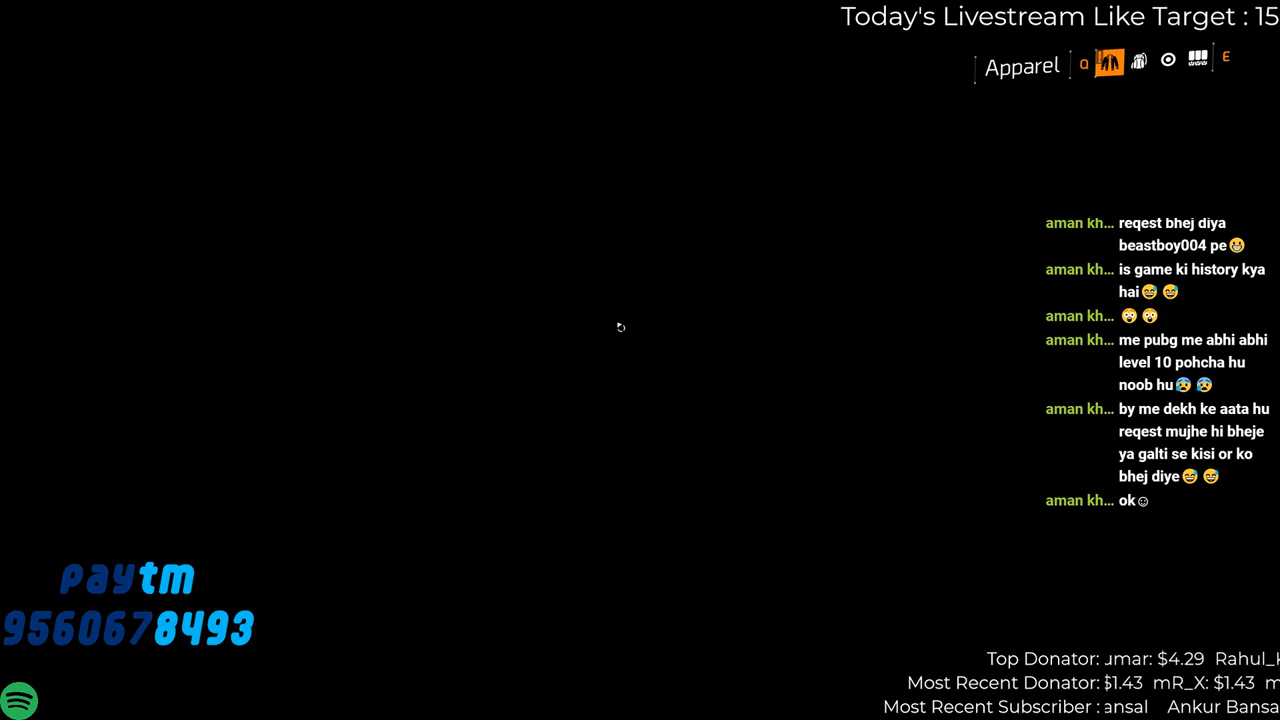 Today's Livestream Like Target : 15
Apparel Q E
aman kh... reqest bhej diya
beastboy004 pe😀
aman kh... is game ki history kya
hai😅 😅
aman kh... 😳 😳
aman kh... me pubg me abhi abhi
level 10 pohcha hu
noob hu😰 😰
aman kh... by me dekh ke aata hu
reqest mujhe hi bheje
ya galti se kisi or ko
bhej diye😅 😅
aman kh... ok☺
paytm
9560678493
Top Donator: umar: $4.29 Rahul_K
Most Recent Donator: $1.43 mR_X: $1.43 m
Most Recent Subscriber : ansal Ankur Bansa